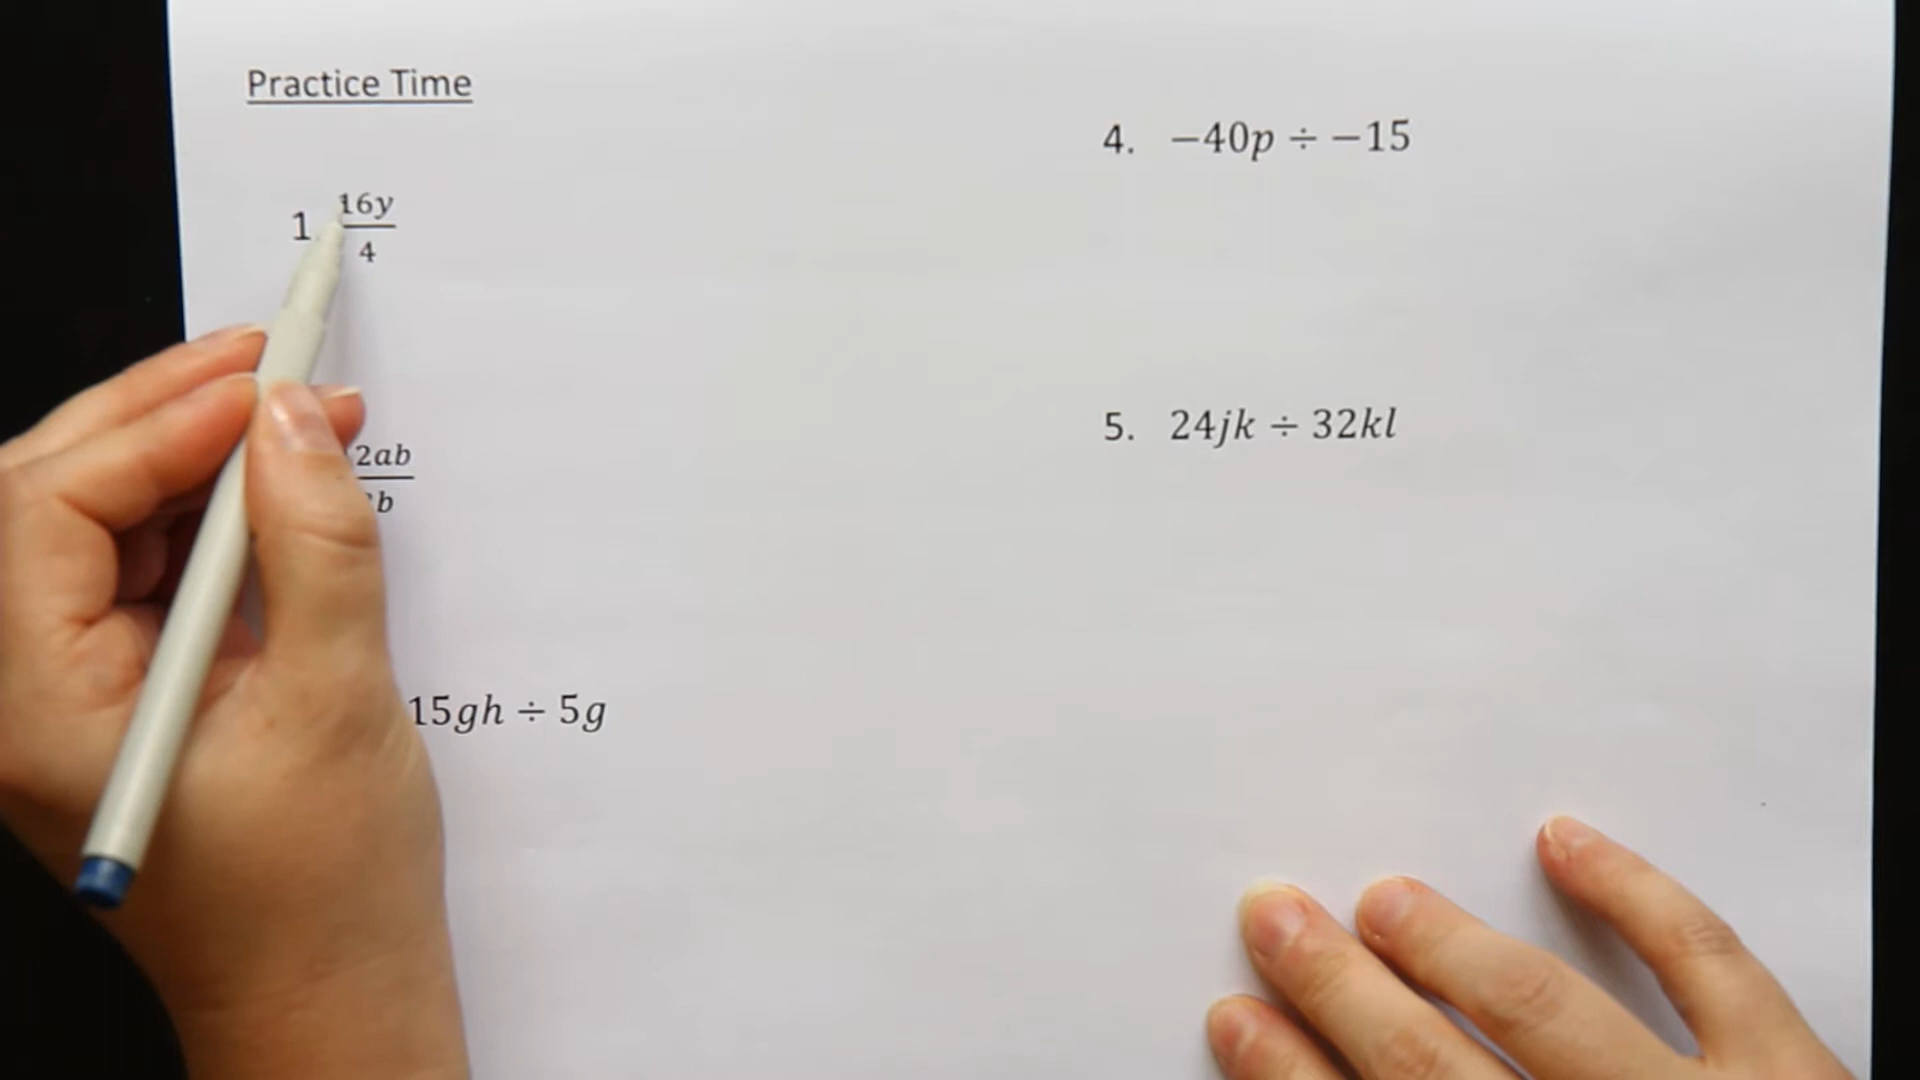 Practice Time
1. 16y
4
2ab
b
15gh ÷ 5g
4. −40p ÷ −15
5. 24jk ÷ 32kl